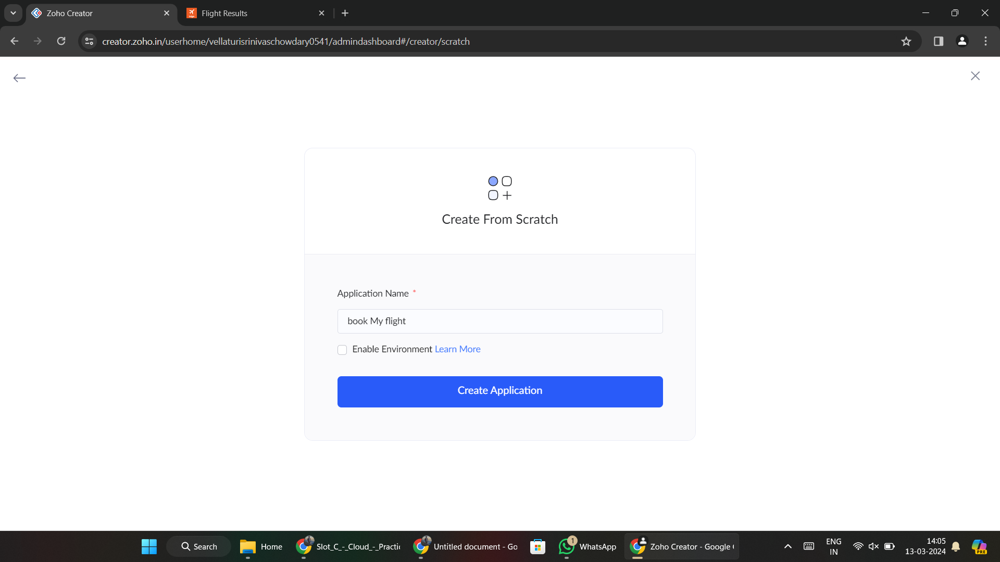 Zoho Creator
Flight Results
creator.zoho.in/userhome/vellaturisrinivaschowdary0541/admindashboard#/creator/scratch
Create From Scratch
Application Name *
book My flight
Enable Environment Learn More
Create Application
Search
Home
Slot_C_-_Cloud_-_Practic
Untitled document - Go
1
WhatsApp
Zoho Creator - Google
ENG
IN
14:05
13-03-2024
PRE